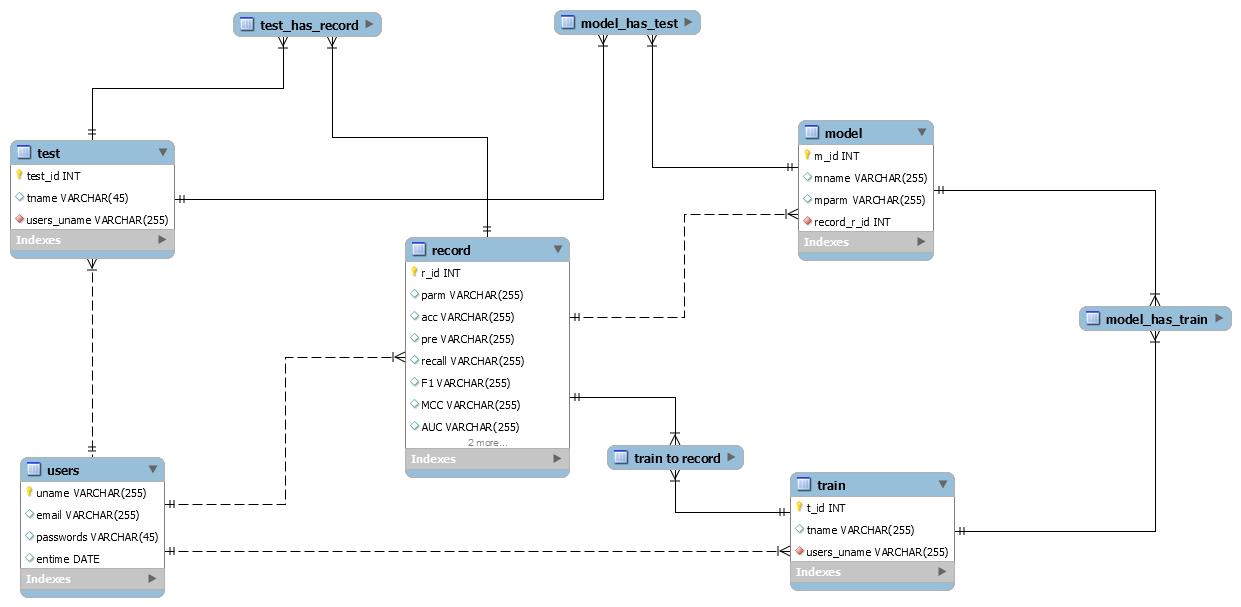 test_has_record
model_has_test
test
test_id INT
tname VARCHAR(45)
users_uname VARCHAR(255)
Indexes
model
m_id INT
mname VARCHAR(255)
mparm VARCHAR(255)
record_r_id INT
Indexes
record
r_id INT
parm VARCHAR(255)
acc VARCHAR(255)
pre VARCHAR(255)
recall VARCHAR(255)
F1 VARCHAR(255)
MCC VARCHAR(255)
AUC VARCHAR(255)
2 more...
Indexes
model_has_train
train to record
users
uname VARCHAR(255)
email VARCHAR(255)
passwords VARCHAR(45)
entime DATE
Indexes
train
t_id INT
tname VARCHAR(255)
users_uname VARCHAR(255)
Indexes